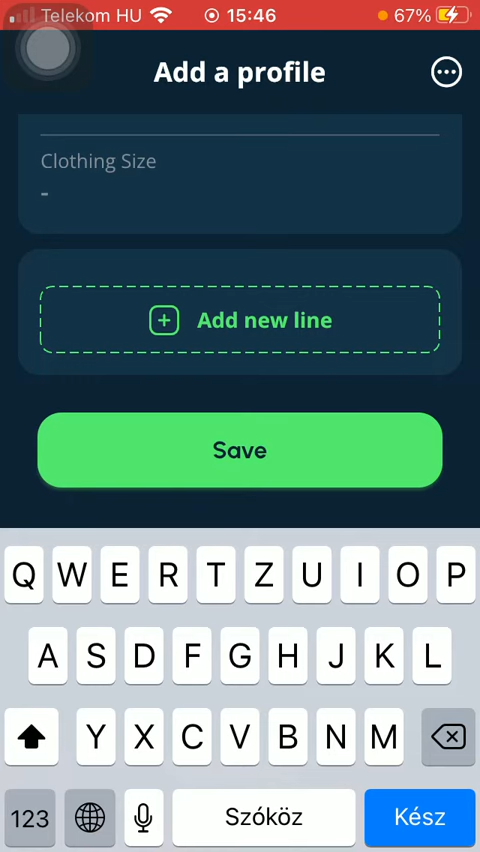 Telekom HU 15:46 67%
Add a profile
Clothing Size
-
Add new line
Save
Q W E R T Z U I O P
A S D F G H J K L
Y X C V B N M
123 Szóköz Kész